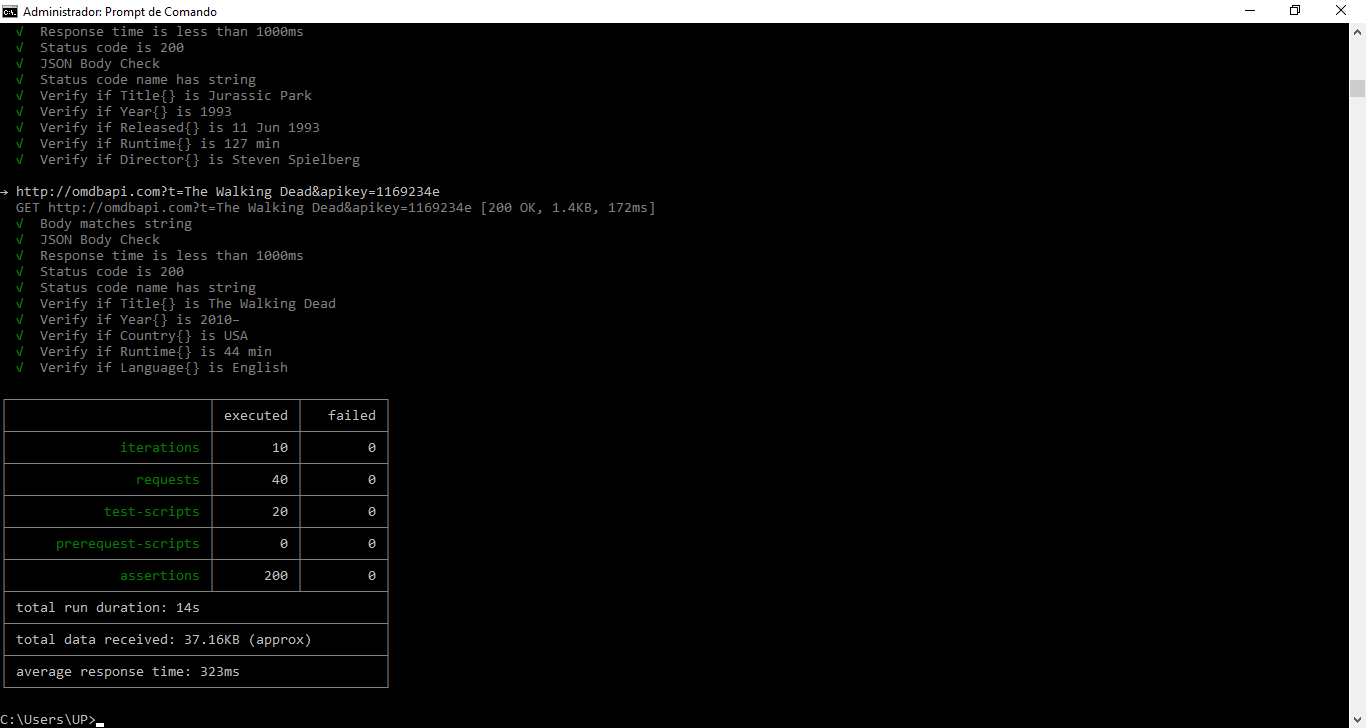 Administrador: Prompt de Comando
√ Response time is less than 1000ms
√ Status code is 200
√ JSON Body Check
√ Status code name has string
√ Verify if Title{} is Jurassic Park
√ Verify if Year{} is 1993
√ Verify if Released{} is 11 Jun 1993
√ Verify if Runtime{} is 127 min
√ Verify if Director{} is Steven Spielberg
→ http://omdbapi.com?t=The Walking Dead&apikey=1169234e
GET http://omdbapi.com?t=The Walking Dead&apikey=1169234e [200 OK, 1.4KB, 172ms]
√ Body matches string
√ JSON Body Check
√ Response time is less than 1000ms
√ Status code is 200
√ Status code name has string
√ Verify if Title{} is The Walking Dead
√ Verify if Year{} is 2010–
√ Verify if Country{} is USA
√ Verify if Runtime{} is 44 min
√ Verify if Language{} is English
executed failed
iterations 10 0
requests 40 0
test-scripts 20 0
prerequest-scripts 0 0
assertions 200 0
total run duration: 14s
total data received: 37.16KB (approx)
average response time: 323ms
C:\Users\UP>